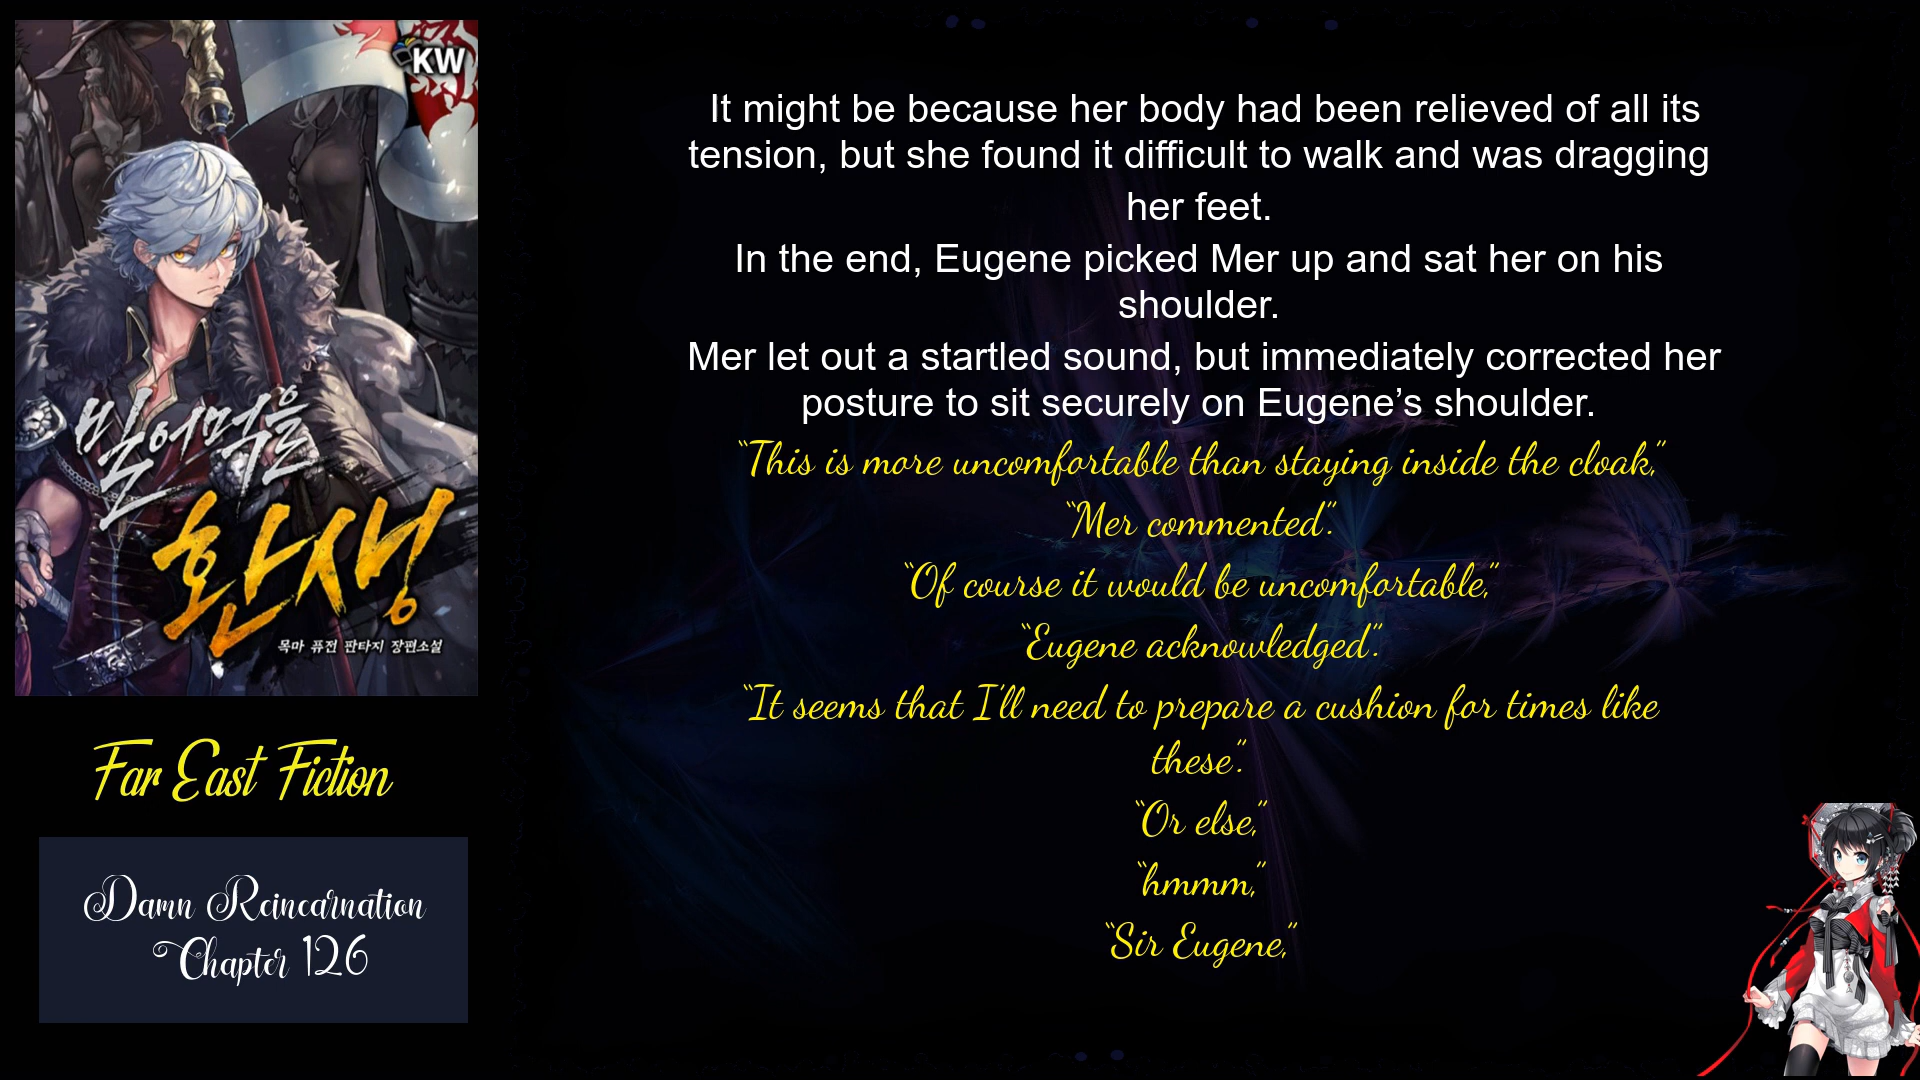 KW
빌어먹을
환생
목마 퓨전 판타지 장편소설
Far East Fiction
Damn Reincarnation
Chapter 126
It might be because her body had been relieved of all its
tension, but she found it difficult to walk and was dragging
her feet.
In the end, Eugene picked Mer up and sat her on his
shoulder.
Mer let out a startled sound, but immediately corrected her
posture to sit securely on Eugene’s shoulder.
“This is more uncomfortable than staying inside the cloak,”
“Mer commented”.
“Of course it would be uncomfortable,”
“Eugene acknowledged”.
“It seems that I’ll need to prepare a cushion for times like
these”.
“Or else,”
“hmmm,”
“Sir Eugene,”